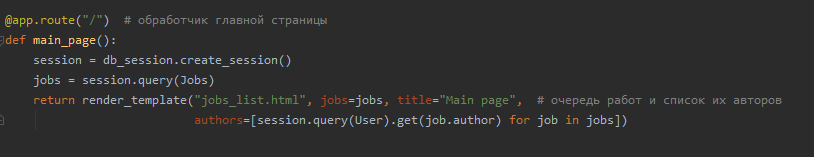 @app.route("/")  # обработчик главной страницы
def main_page():
    session = db_session.create_session()
    jobs = session.query(Jobs)
    return render_template("jobs_list.html", jobs=jobs, title="Main page",  # очередь работ и список их авторов
                           authors=[session.query(User).get(job.author) for job in jobs])